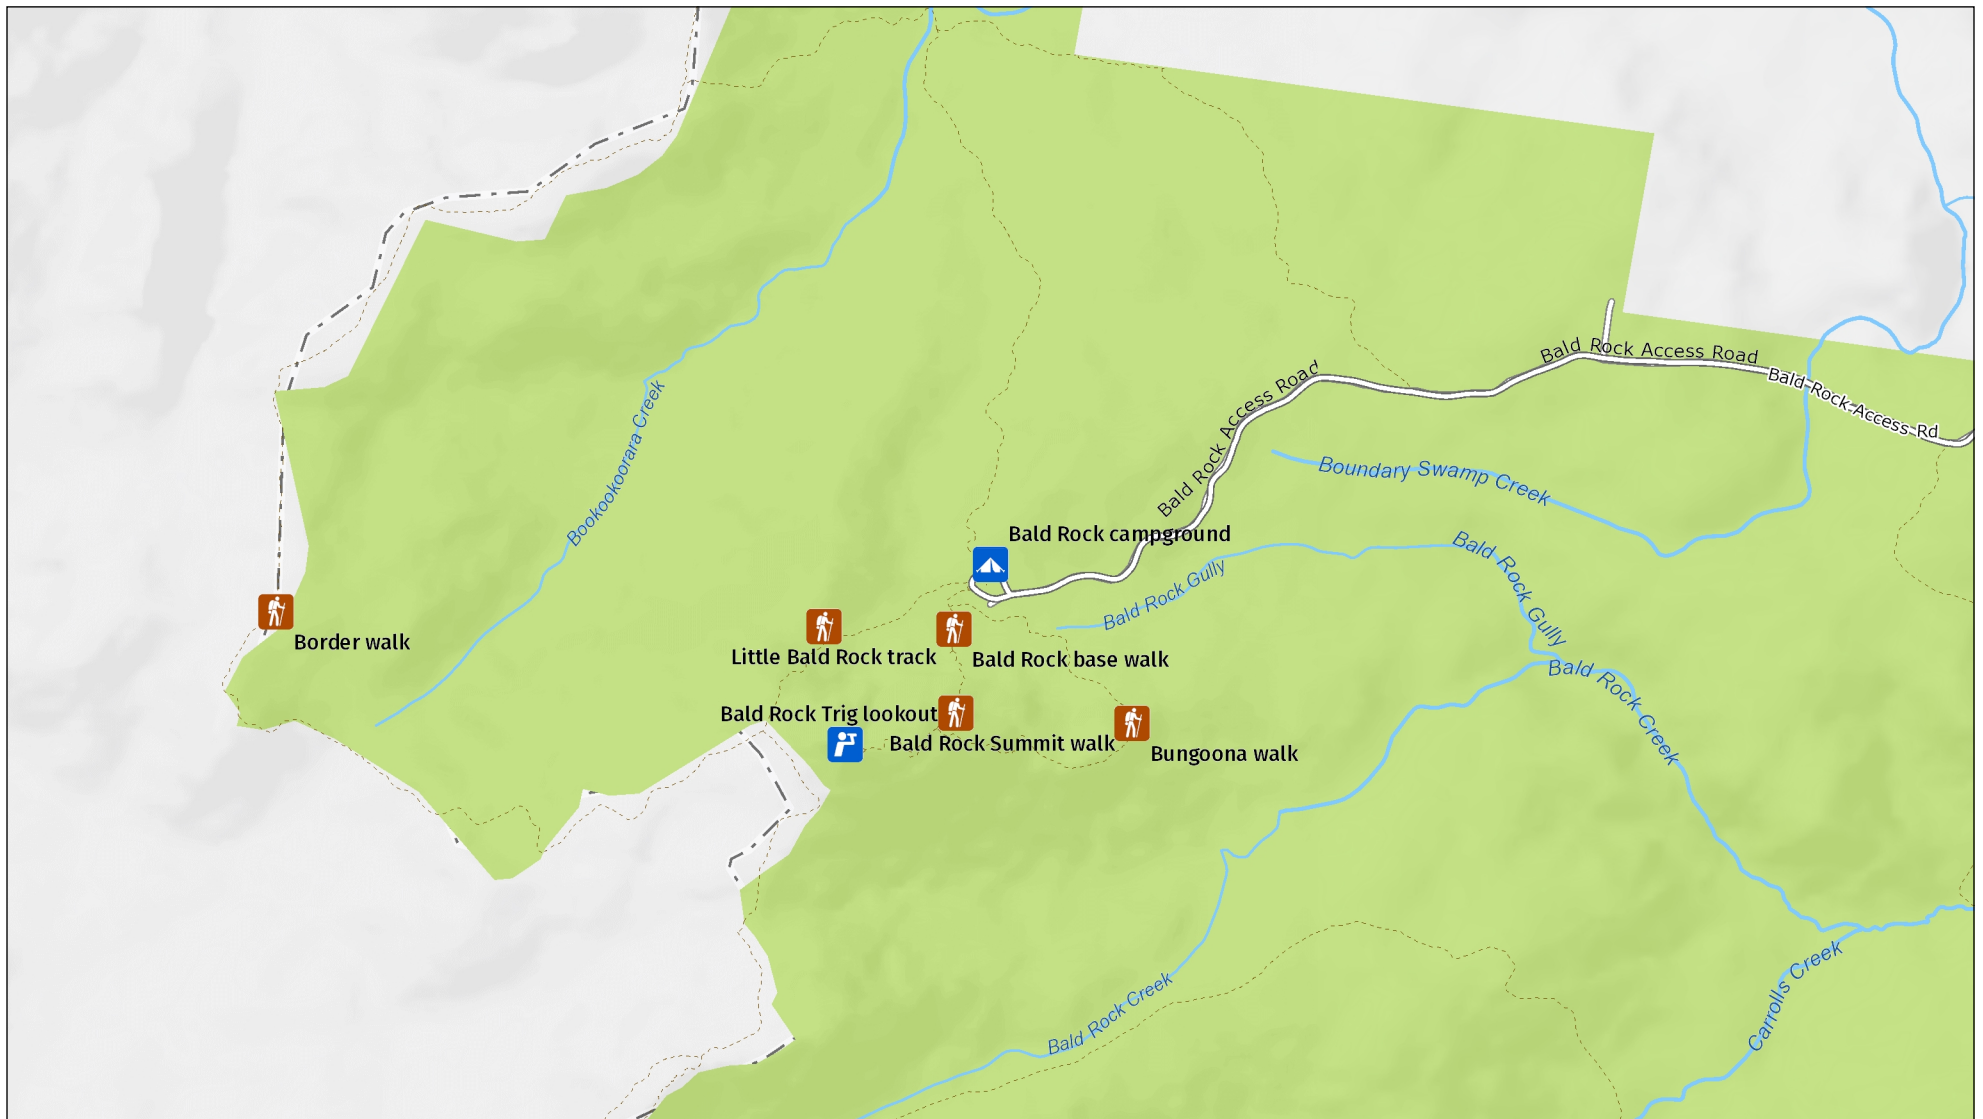 Bald Rock Access Road
Bald Rock Access Road
Bald Rock Access Rd
Bookookoorara Creek
Boundary Swamp Creek
Bald Rock campground
Bald Rock Gully
Bald Rock Gully
Border walk
Little Bald Rock track
Bald Rock base walk
Bald Rock Creek
Bald Rock Trig lookout
Bald Rock Summit walk
Bungoona walk
Carrolls Creek
Bald Rock Creek